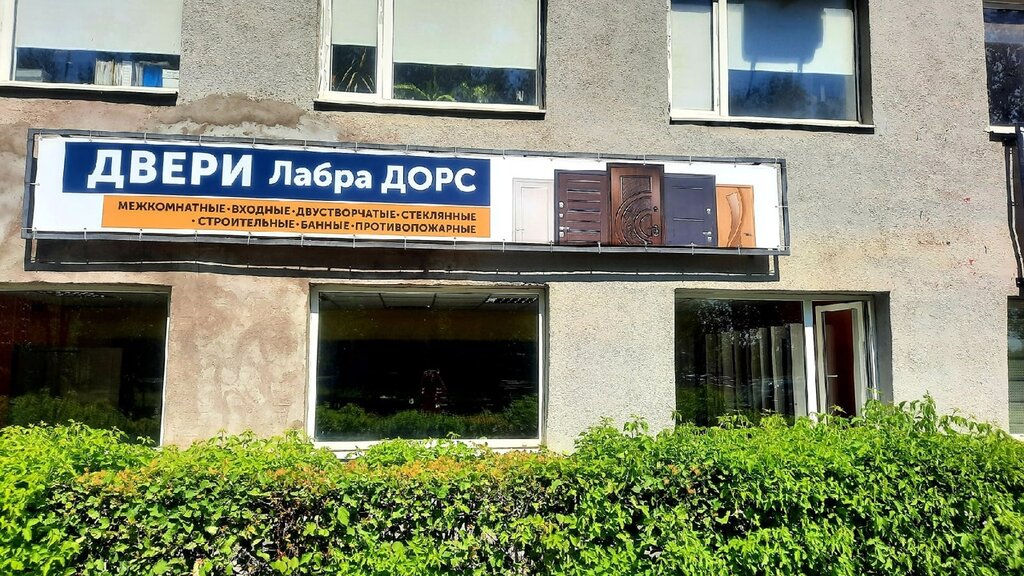 ДВЕРИ Лабра ДОРС
МЕЖКОМНАТНЫЕ·ВХОДНЫЕ·ДВУСТВОРЧАТЫЕ·СТЕКЛЯННЫЕ
·СТРОИТЕЛЬНЫЕ·БАННЫЕ·ПРОТИВОПОЖАРНЫЕ